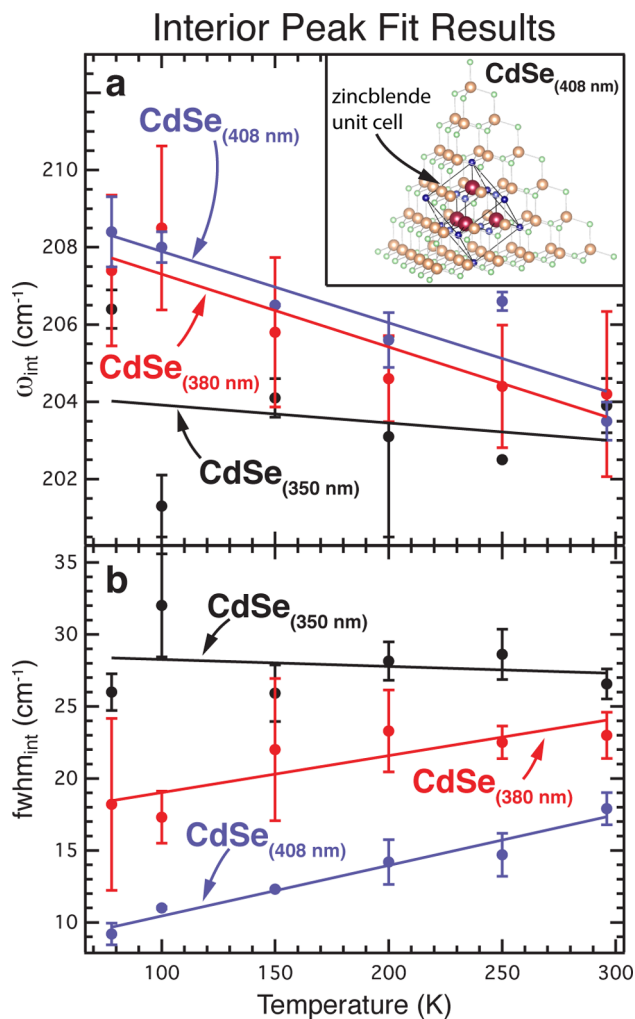 Interior Peak Fit Results
a
CdSe(408 nm)
zincblende
unit cell
CdSe(408 nm)
CdSe(380 nm)
CdSe(350 nm)
ωint (cm-1)
210
208
206
204
202
b
CdSe(350 nm)
CdSe(380 nm)
CdSe(408 nm)
fwhmint (cm-1)
35
30
25
20
15
10
100 150 200 250 300
Temperature (K)